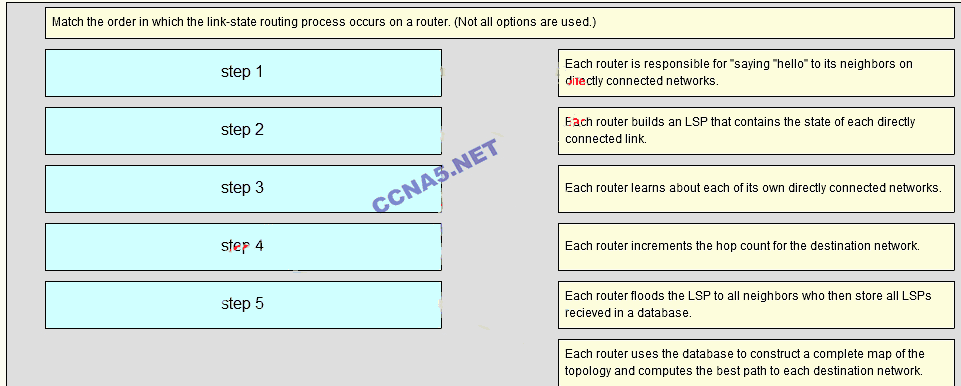 Match the order in which the link-state routing process occurs on a router. (Not all options are used.)
step 1
Each router is responsible for "saying "hello" to its neighbors on
directly connected networks.
step 2
Each router builds an LSP that contains the state of each directly
connected link.
CCNA5.NET
step 3
Each router learns about each of its own directly connected networks.
step 4
Each router increments the hop count for the destination network.
step 5
Each router floods the LSP to all neighbors who then store all LSPs
recieved in a database.
Each router uses the database to construct a complete map of the
topology and computes the best path to each destination network.